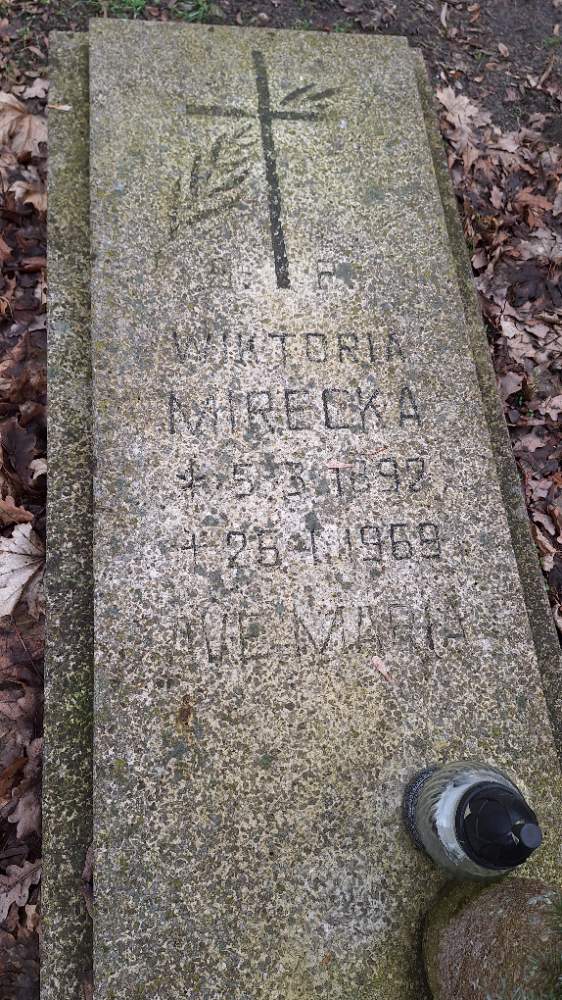 Ś. P.
WIKTORIA
MIRECKA
* 5.3.1897
+ 25.1.1969
AVE MARIA